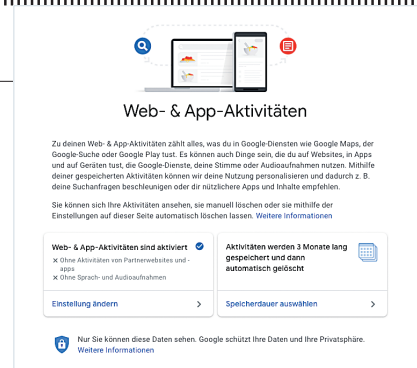 Web- & App-Aktivitäten
Zu deinen Web- & App-Aktivitäten zählt alles, was du in Google-Diensten wie Google Maps, der
Google-Suche oder Google Play tust. Es können auch Dinge sein, die du auf Websites, in Apps
und auf Geräten tust, die Google-Dienste, deine Stimme oder Audioaufnahmen nutzen. Mithilfe
deiner gespeicherten Aktivitäten können wir deine Nutzung personalisieren und dadurch z. B.
deine Suchanfragen beschleunigen oder dir nützlichere Apps und Inhalte empfehlen.
Sie können sich Ihre Aktivitäten ansehen, sie manuell löschen oder sie mithilfe der
Einstellungen auf dieser Seite automatisch löschen lassen. Weitere Informationen
Web- & App-Aktivitäten sind aktiviert
× Ohne Aktivitäten von Partnerwebsites und -
apps
× Ohne Sprach- und Audioaufnahmen
Einstellung ändern
Aktivitäten werden 3 Monate lang
gespeichert und dann
automatisch gelöscht
Speicherdauer auswählen
Nur Sie können diese Daten sehen. Google schützt Ihre Daten und Ihre Privatsphäre.
Weitere Informationen